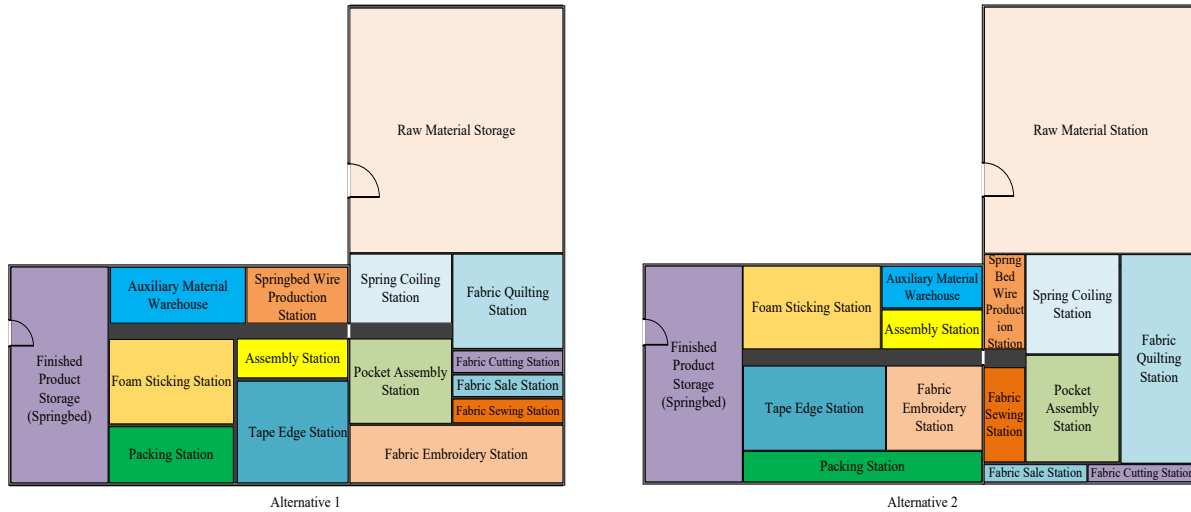 Raw Material Storage
Auxiliary Material
Warehouse
Springbed Wire
Production
Station
Spring Coiling
Station
Fabric Quilting
Station
Finished
Product
Storage
(Springbed)
Foam Sticking Station
Assembly Station
Pocket Assembly
Station
Fabric Cutting Station
Fabric Sale Station
Fabric Sewing Station
Tape Edge Station
Packing Station
Fabric Embroidery Station
Alternative 1
Raw Material Station
Finished
Product
Storage
(Springbed)
Foam Sticking Station
Auxiliary Material
Warehouse
Assembly Station
Spring
Bed
Wire
Product
ion
Station
Spring Coiling
Station
Fabric
Quilting
Station
Tape Edge Station
Fabric
Embroidery
Station
Fabric
Sewing
Station
Pocket
Assembly
Station
Packing Station
Fabric Sale Station
Fabric Cutting Station
Alternative 2